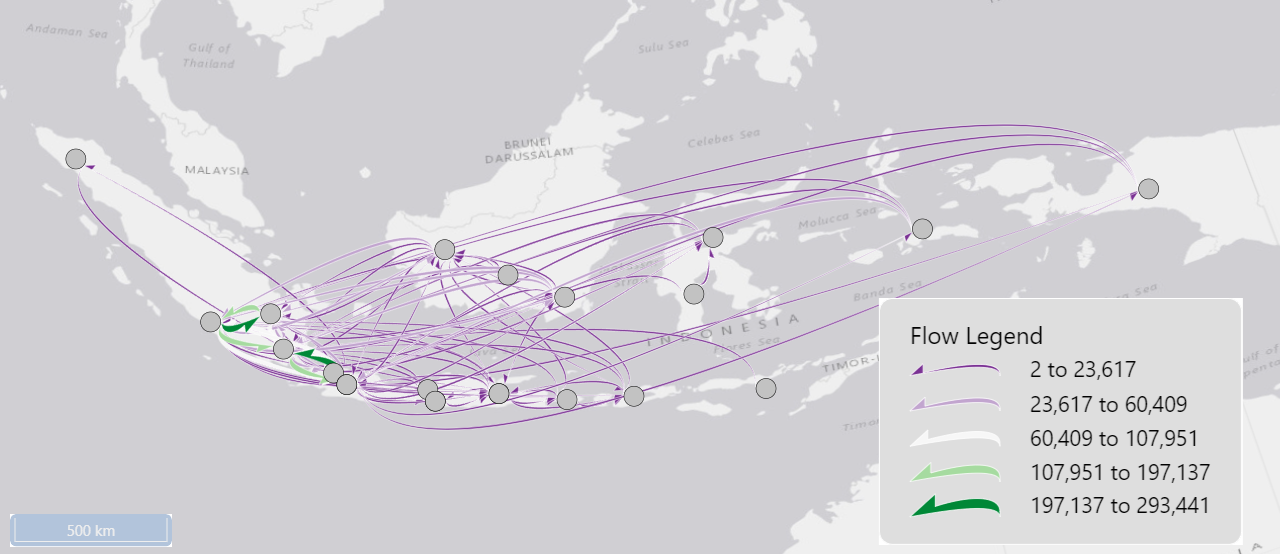 Andaman Sea
Gulf of
Thailand
Sulu Sea
MALAYSIA
BRUNEI
DARUSSALAM
Celebes Sea
Molucca Sea
Strait
Banda Sea
Sea
INDONESIA
Flores Sea
TIMOR-
Flow Legend
2 to 23,617
23,617 to 60,409
60,409 to 107,951
107,951 to 197,137
197,137 to 293,441
500 km